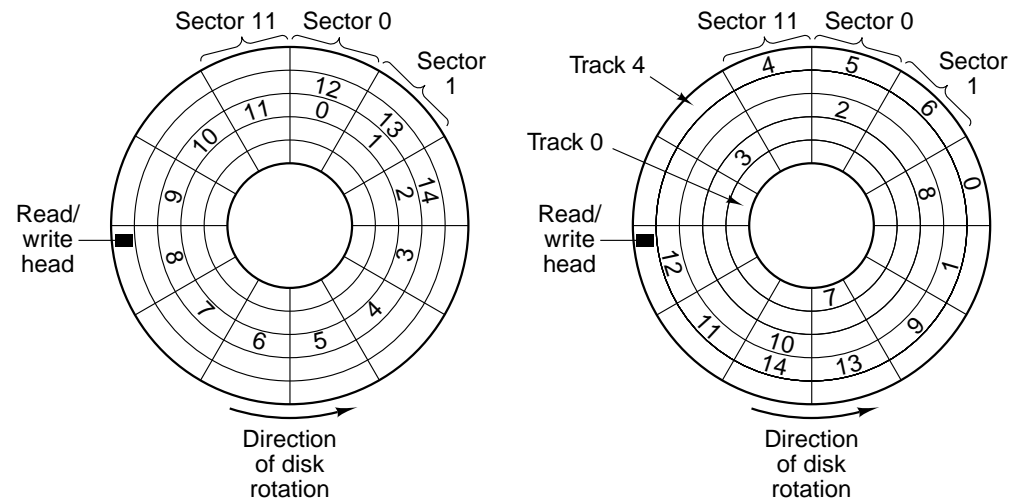 Sector 11
Sector 0
Sector
1
12
11
0
13
10
1
14
9
2
Read/
write
head
8
3
7
4
6
5
Direction
of disk
rotation
Sector 11
Sector 0
Sector
1
Track 4
4
5
6
2
Track 0
3
0
8
Read/
write
head
12
1
7
11
9
10
14
13
Direction
of disk
rotation